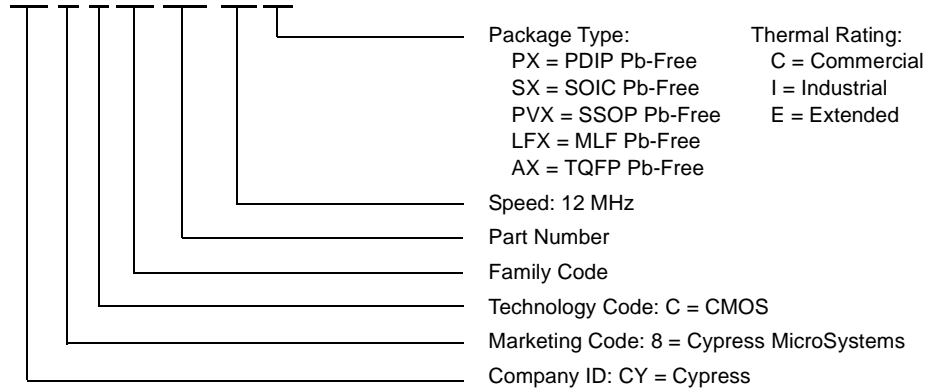 Package Type: Thermal Rating:
PX = PDIP Pb-Free C = Commercial
SX = SOIC Pb-Free I = Industrial
PVX = SSOP Pb-Free E = Extended
LFX = MLF Pb-Free
AX = TQFP Pb-Free
Speed: 12 MHz
Part Number
Family Code
Technology Code: C = CMOS
Marketing Code: 8 = Cypress MicroSystems
Company ID: CY = Cypress